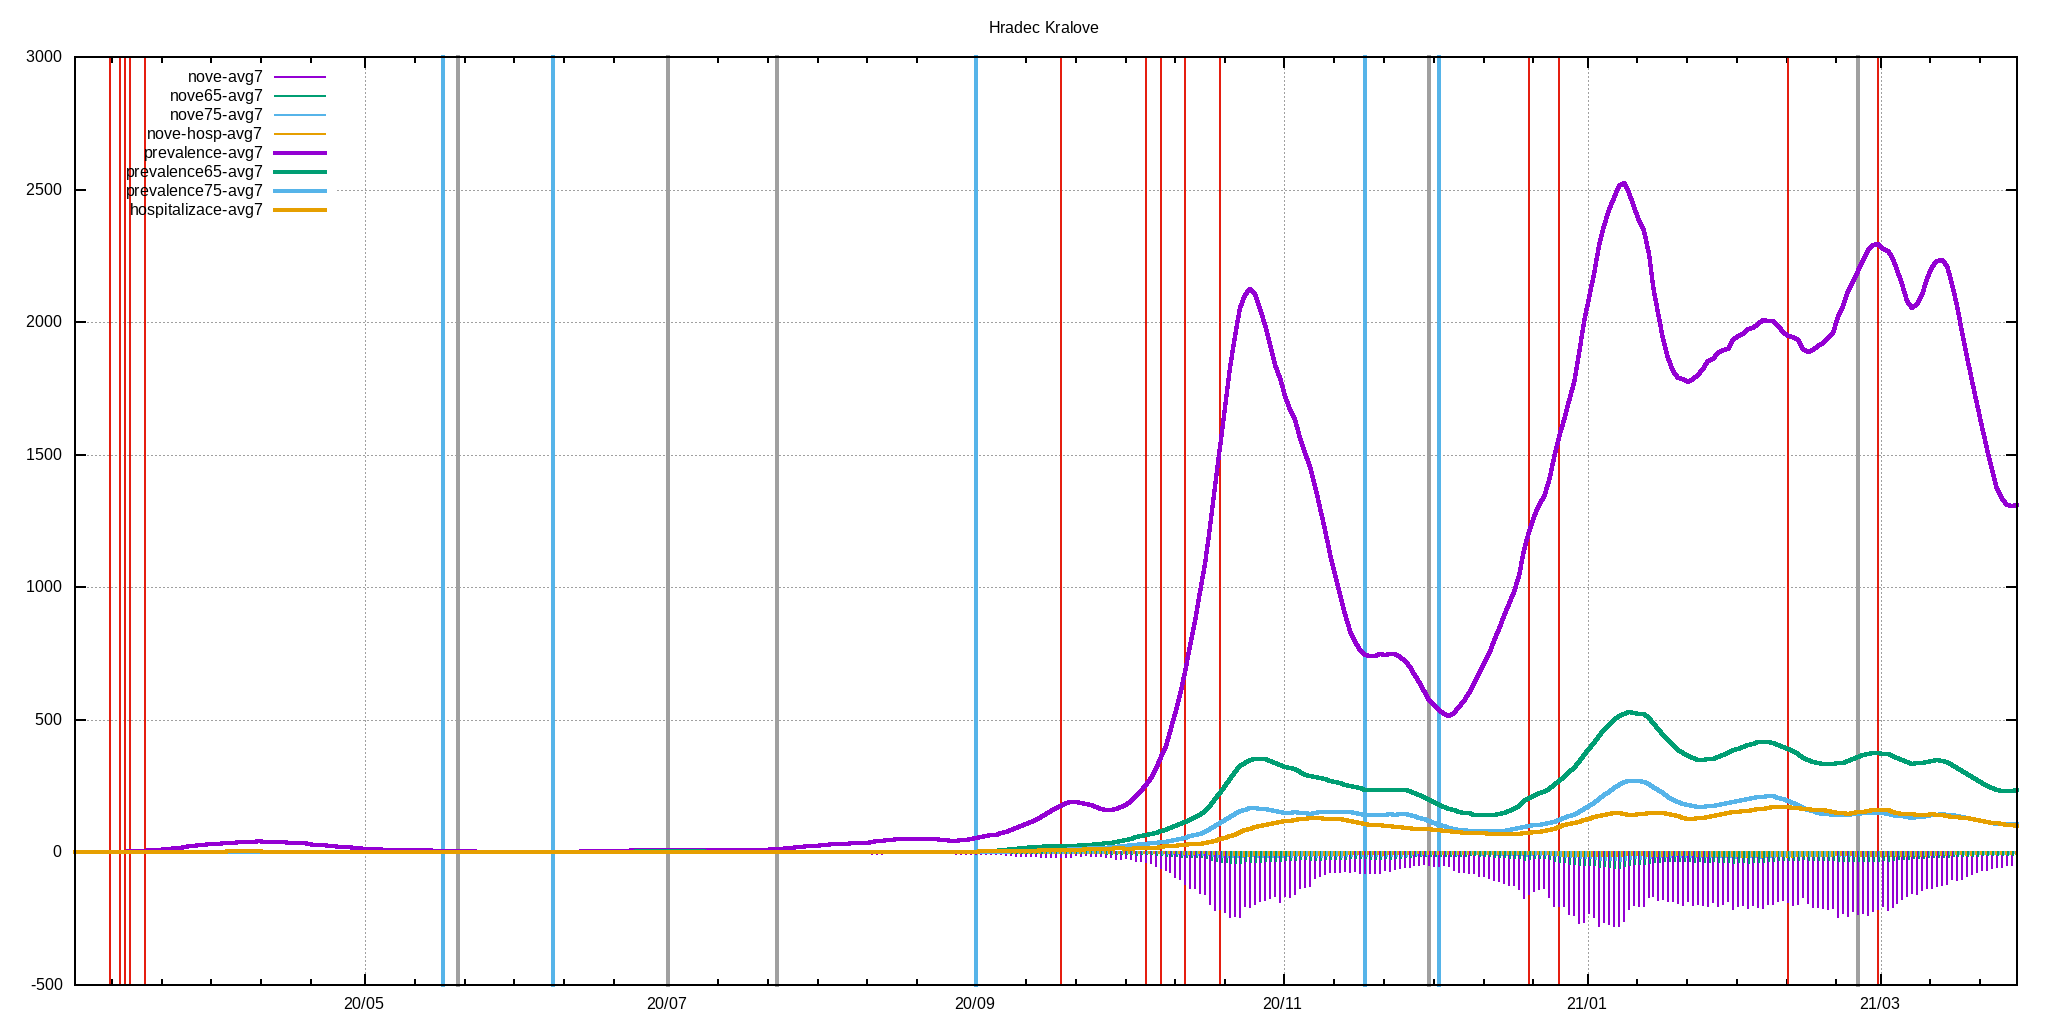 Hradec Kralove
3000
2500
2000
1500
1000
500
0
-500
nove-avg7
nove65-avg7
nove75-avg7
nove-hosp-avg7
prevalence-avg7
prevalence65-avg7
prevalence75-avg7
hospitalizace-avg7
20/05
20/07
20/09
20/11
21/01
21/03